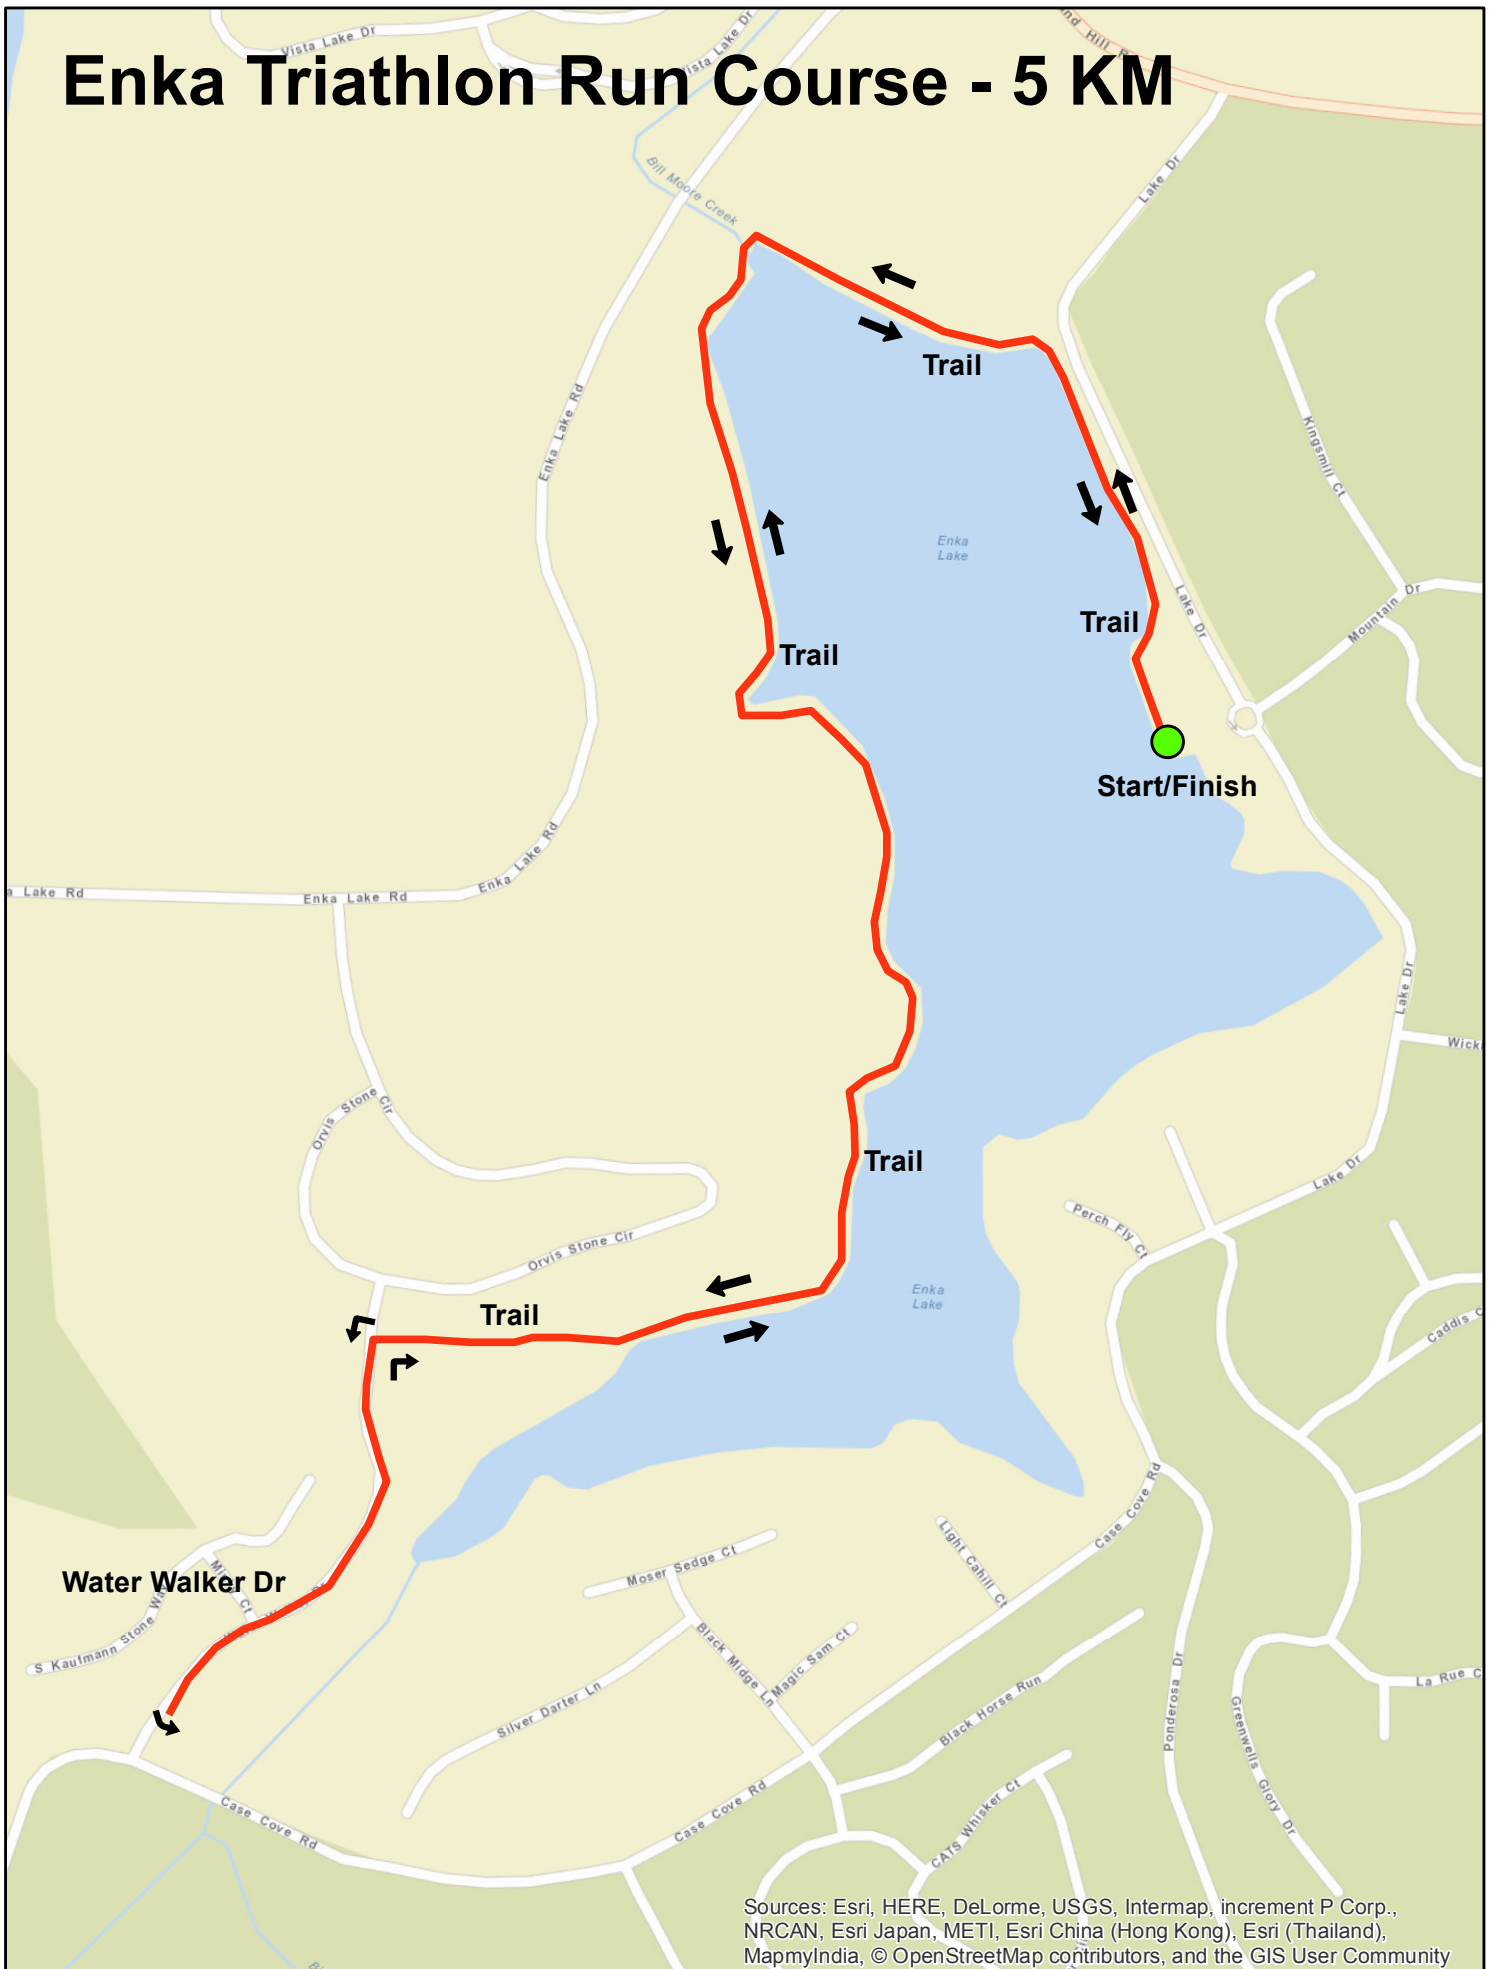 Vista Lake Dr
Vista Lake Dr
Hill
Enka Triathlon Run Course - 5 KM
Lake Dr
Bill Moore Creek
Trail
Enka Lake Rd
Kingsmill Ct
Enka
Lake
Lake Dr
Mountain Dr
Trail
Trail
Start/Finish
Enka Lake Rd
a Lake Rd
Enka Lake Rd
Lake Dr
Wick
Orvis Stone Cir
Trail
Lake Dr
Perch Fly Ct
Orvis Stone Cir
Enka
Lake
Trail
Caddis
Case Cove Rd
Light Cahill Ct
Moser Sedge Ct
Water Walker Dr
S Kaufmann Stone Way
Black Midge Ln
Magic Sam Ct
Silver Darter Ln
Black Horse Run
Ponderosa Dr
La Rue C
Greenwells Glory Dr
Case Cove Rd
Case Cove Rd
CATS Whisker Ct
Sources: Esri, HERE, DeLorme, USGS, Intermap, increment P Corp.,
NRCAN, Esri Japan, METI, Esri China (Hong Kong), Esri (Thailand),
MapmyIndia, © OpenStreetMap contributors, and the GIS User Community